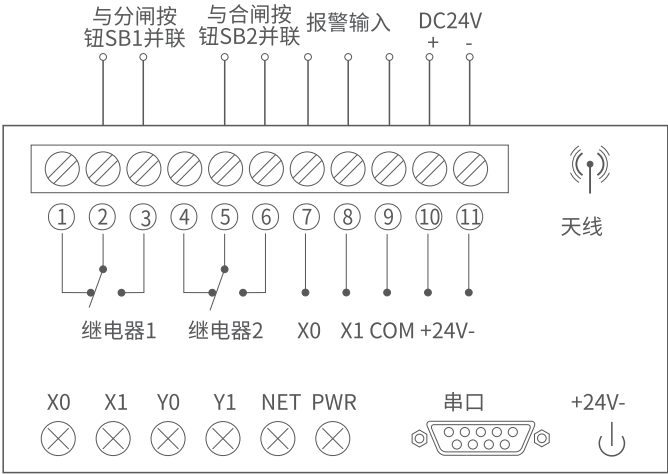 与分闸按
钮SB1并联
与合闸按
钮SB2并联
报警输入
DC24V
+ -
① ② ③ ④ ⑤ ⑥ ⑦ ⑧ ⑨ ⑩ ⑪
天线
继电器1 继电器2 X0 X1 COM +24V-
X0 X1 Y0 Y1 NET PWR 串口 +24V-